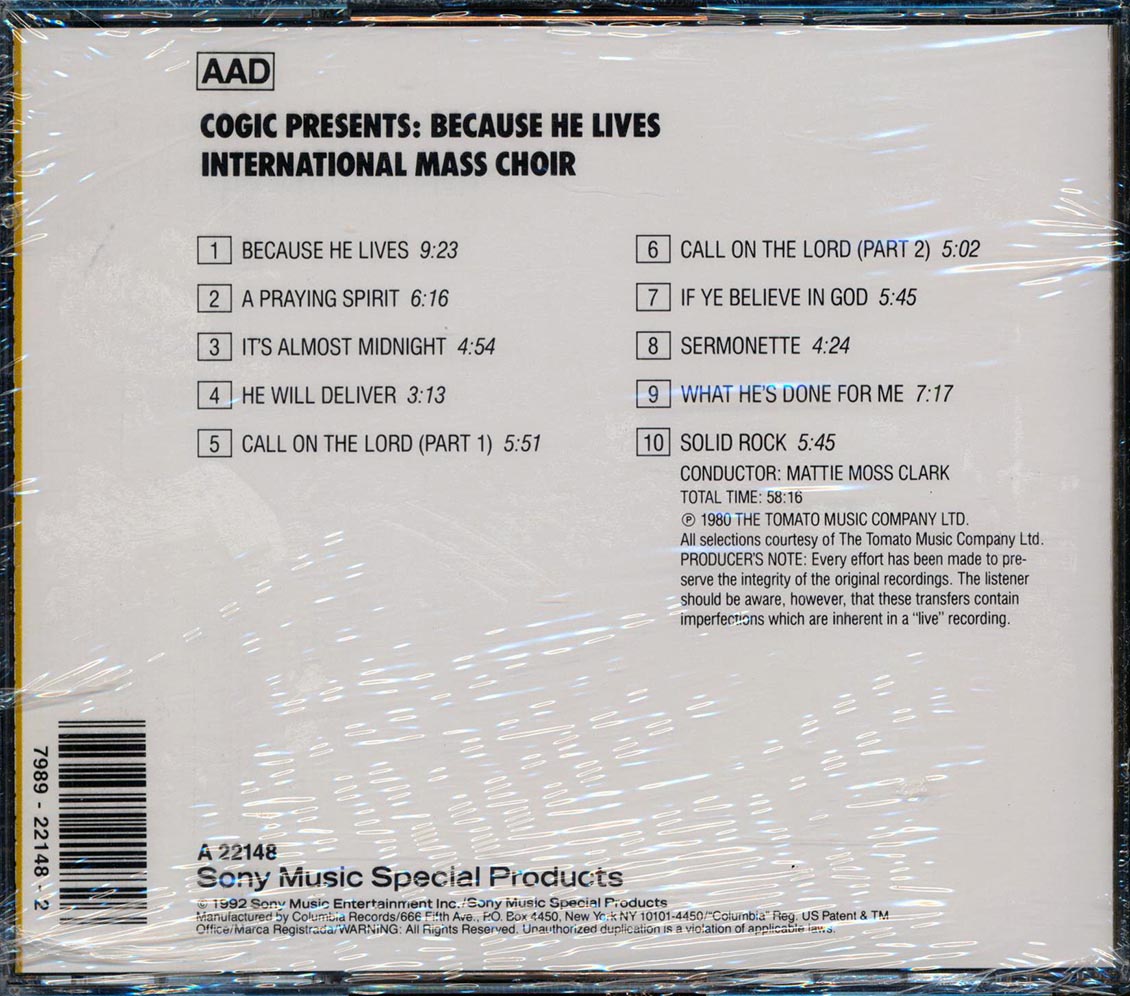 AAD
COGIC PRESENTS: BECAUSE HE LIVES
INTERNATIONAL MASS CHOIR
1 BECAUSE HE LIVES 9:23
2 A PRAYING SPIRIT 6:16
3 IT'S ALMOST MIDNIGHT 4:54
4 HE WILL DELIVER 3:13
5 CALL ON THE LORD (PART 1) 5:51
6 CALL ON THE LORD (PART 2) 5:02
7 IF YE BELIEVE IN GOD 5:45
8 SERMONETTE 4:24
9 WHAT HE'S DONE FOR ME 7:17
10 SOLID ROCK 5:45
CONDUCTOR: MATTIE MOSS CLARK
TOTAL TIME: 58:16
℗ 1980 THE TOMATO MUSIC COMPANY LTD.
All selections courtesy of The Tomato Music Company Ltd.
PRODUCER'S NOTE: Every effort has been made to pre-
serve the integrity of the original recordings. The listener
should be aware, however, that these transfers contain
imperfections which are inherent in a "live" recording.
7989 - 22148 - 2
A 22148
Sony Music Special Products
© 1992 Sony Music Entertainment Inc./Sony Music Special Products
Manufactured by Columbia Records/666 Fifth Ave., P.O. Box 4450, New York NY 10101-4450/"Columbia" Reg. US Patent & TM
Office/Marca Registrada/WARNING: All Rights Reserved. Unauthorized duplication is a violation of applicable laws.